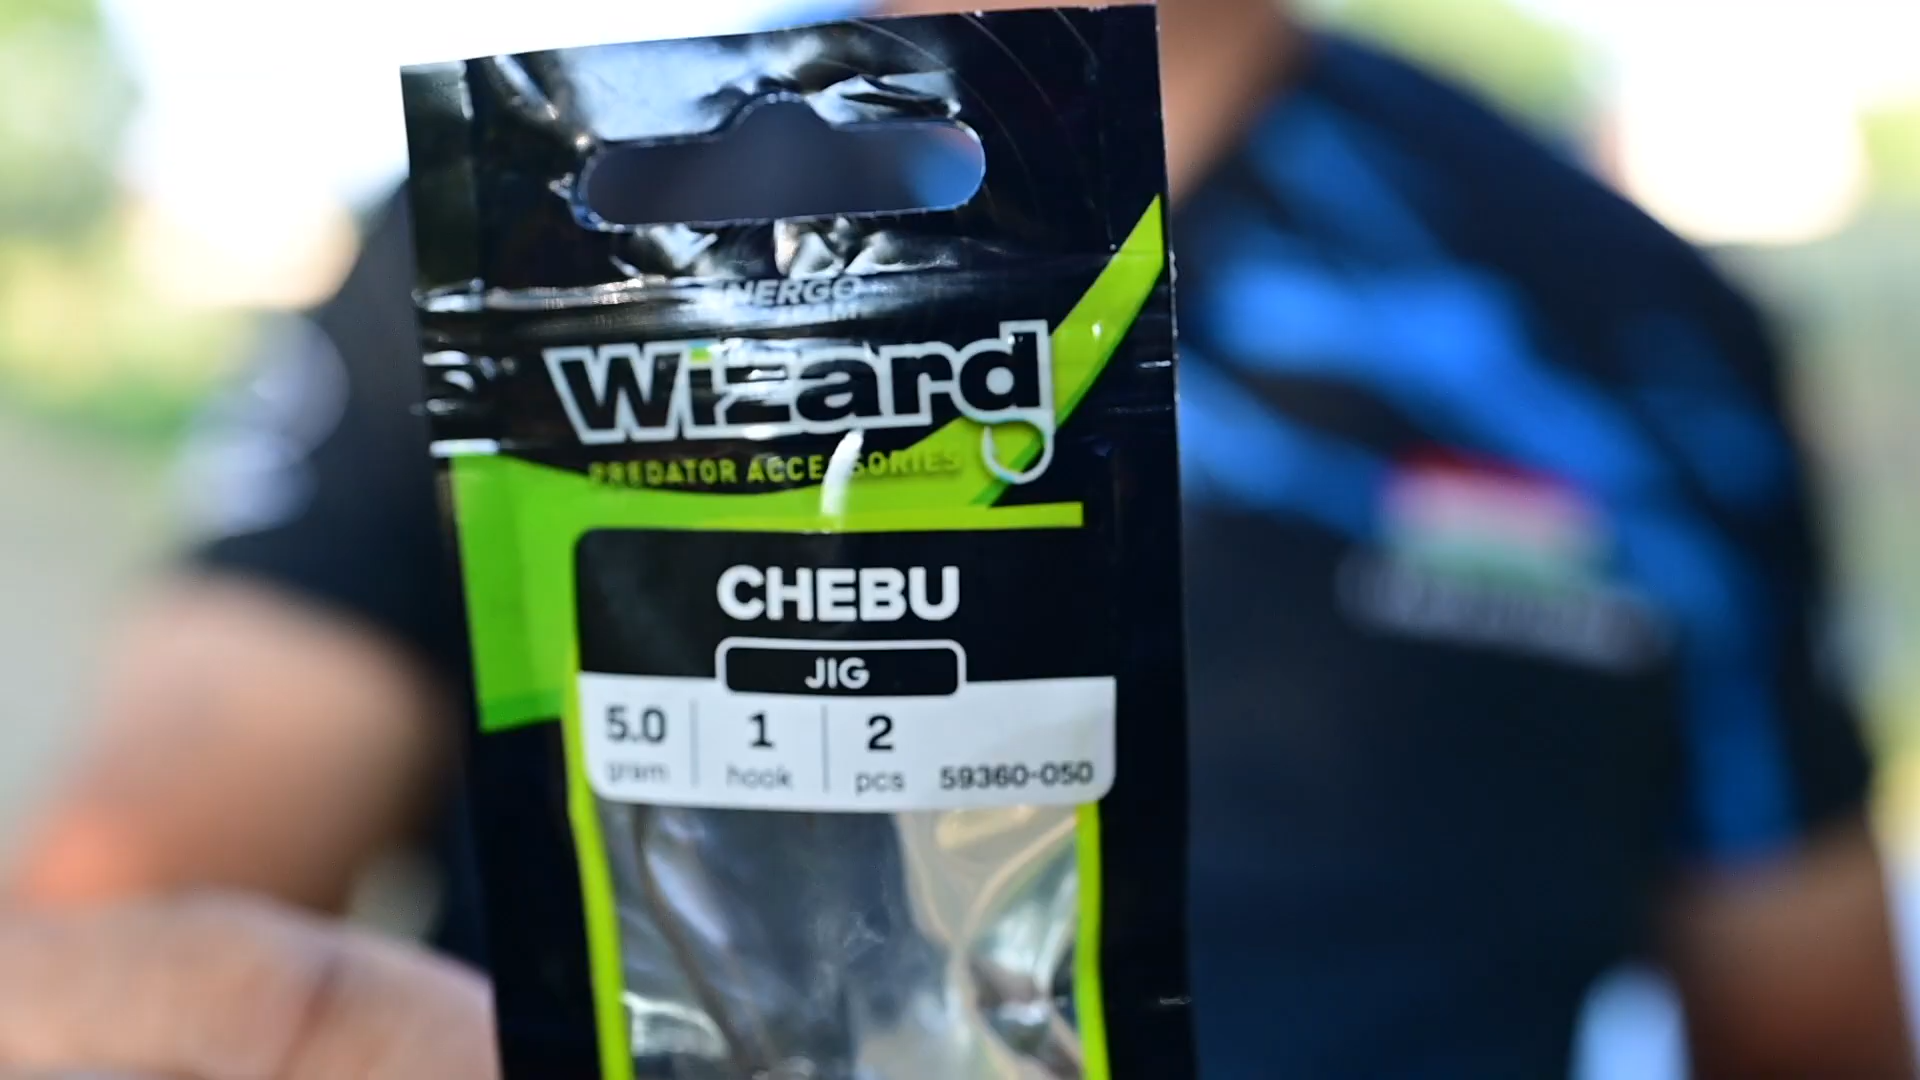 Wizard
PREDATOR ACCESSORIES
CHEBU
JIG
5.0 1 2
gram hook pcs 59360-050